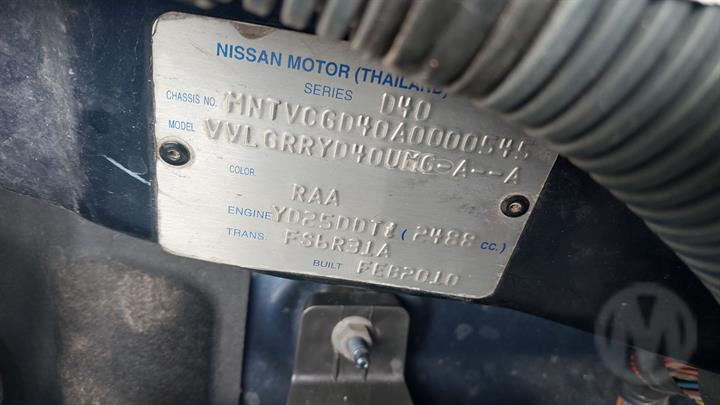 NISSAN MOTOR (THAILAND)
SERIES D40
CHASSIS NO. MNTVCGD40A0000545
MODEL VVLGRRYD40UMG-A--A
COLOR
RAA
ENGINE YD25DDTi (2488 CC.)
TRANS. FS6R31A
BUILT FEB2010
M